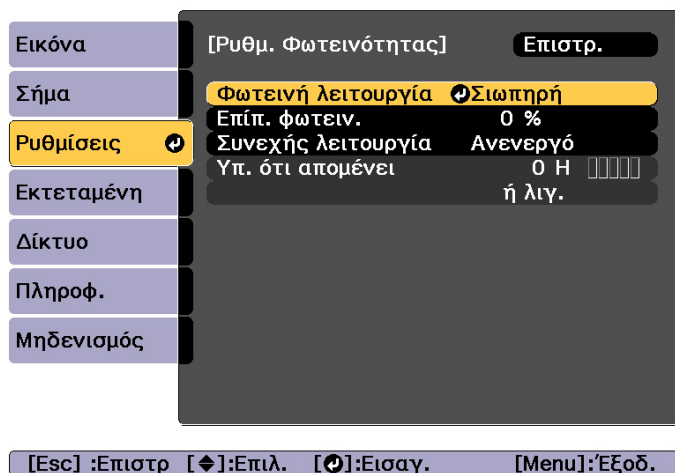 Εικόνα
Σήμα
Ρυθμίσεις
Εκτεταμένη
Δίκτυο
Πληροφ.
Μηδενισμός
[Ρυθμ. Φωτεινότητας] Επιστρ.
Φωτεινή λειτουργία Σιωπηρή
Επίπ. φωτειν. 0 %
Συνεχής λειτουργία Ανενεργό
Υπ. ότι απομένει 0 H
ή λιγ.
[Esc] :Επιστρ [◆]:Επιλ. [⏎]:Εισαγ. [Menu]:Έξοδ.